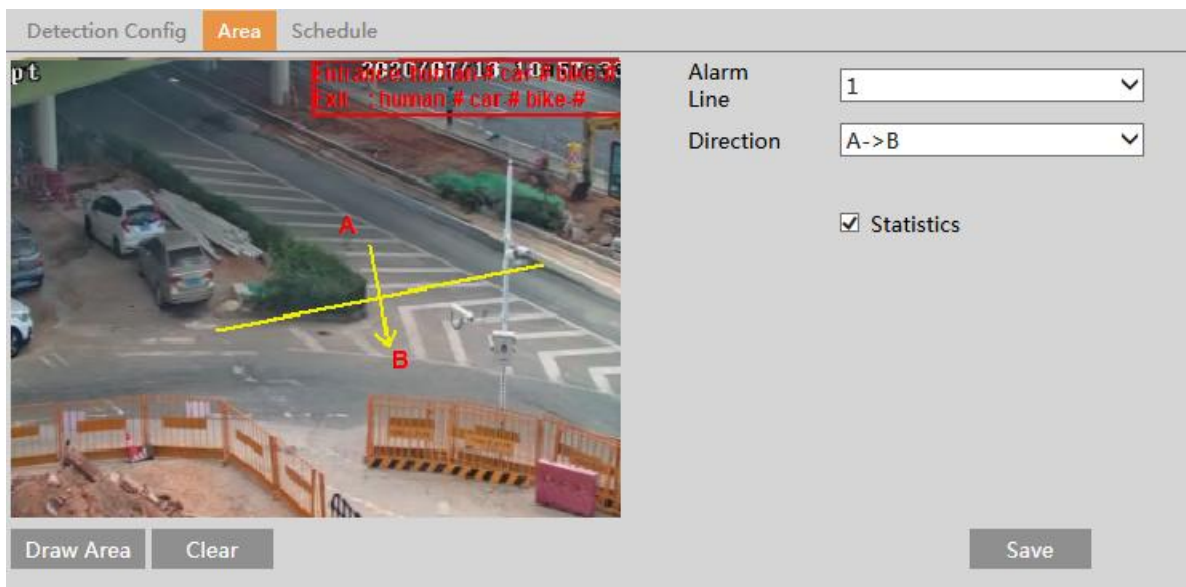 Detection Config Area Schedule
pt
Entrance: human # car # bike #
Exit : human # car # bike #
A
B
Alarm
Line
1
Direction
A->B
Statistics
Draw Area Clear
Save